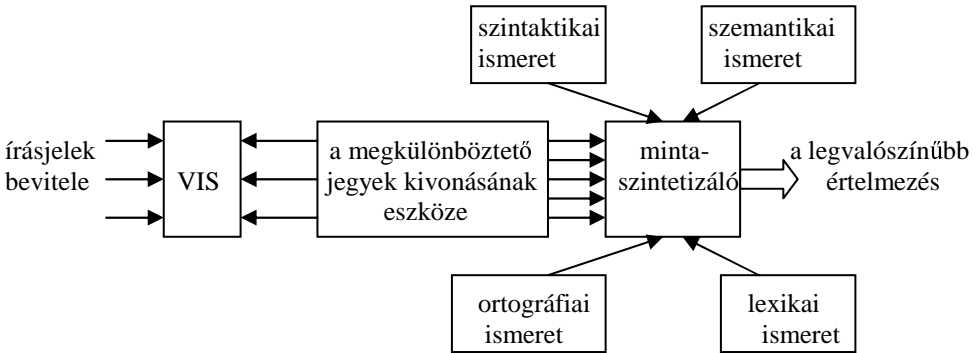 szintaktikai
ismeret
szemantikai
ismeret
írásjelek
bevitele
VIS
a megkülönböztető
jegyek kivonásának
eszköze
minta-
szintetizáló
a legvalószínűbb
értelmezés
ortográfiai
ismeret
lexikai
ismeret